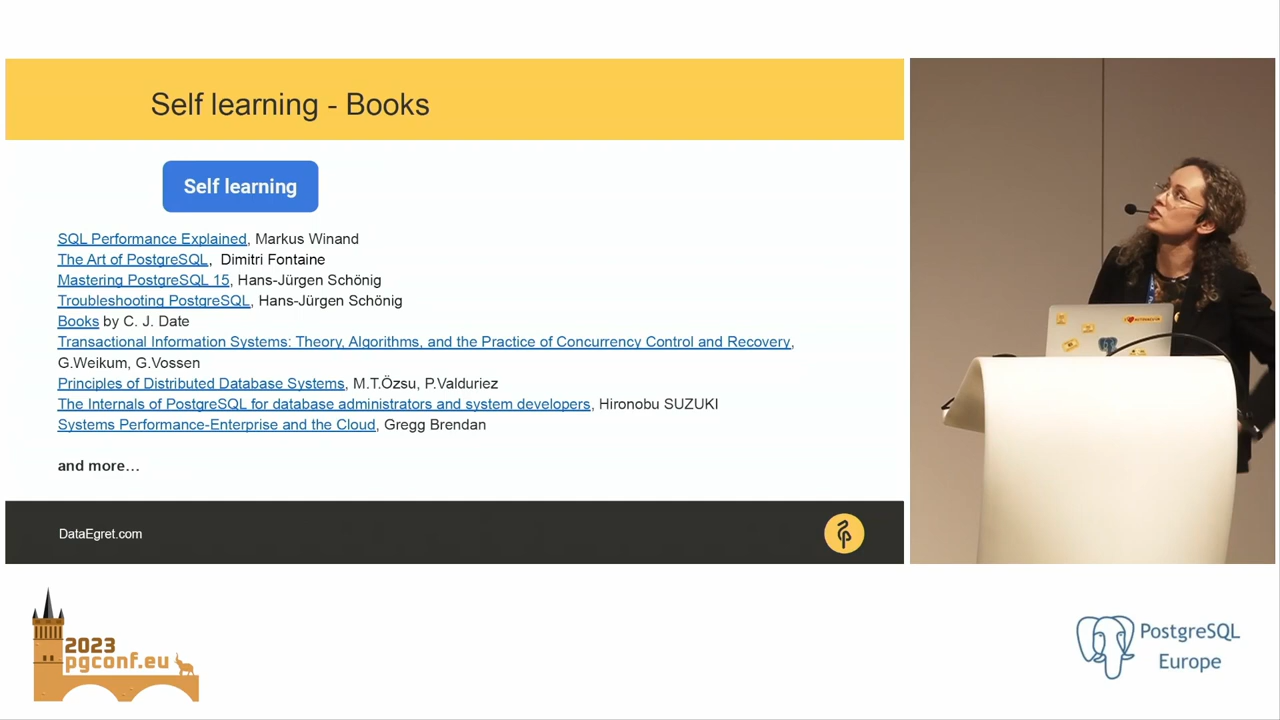 Self learning - Books
Self learning
SQL Performance Explained, Markus Winand
The Art of PostgreSQL, Dimitri Fontaine
Mastering PostgreSQL 15, Hans-Jürgen Schönig
Troubleshooting PostgreSQL, Hans-Jürgen Schönig
Books by C. J. Date
Transactional Information Systems: Theory, Algorithms, and the Practice of Concurrency Control and Recovery,
G.Weikum, G.Vossen
Principles of Distributed Database Systems, M.T.Özsu, P.Valduriez
The Internals of PostgreSQL for database administrators and system developers, Hironobu SUZUKI
Systems Performance-Enterprise and the Cloud, Gregg Brendan
and more...
DataEgret.com
2023
pgconf.eu
PostgreSQL
Europe